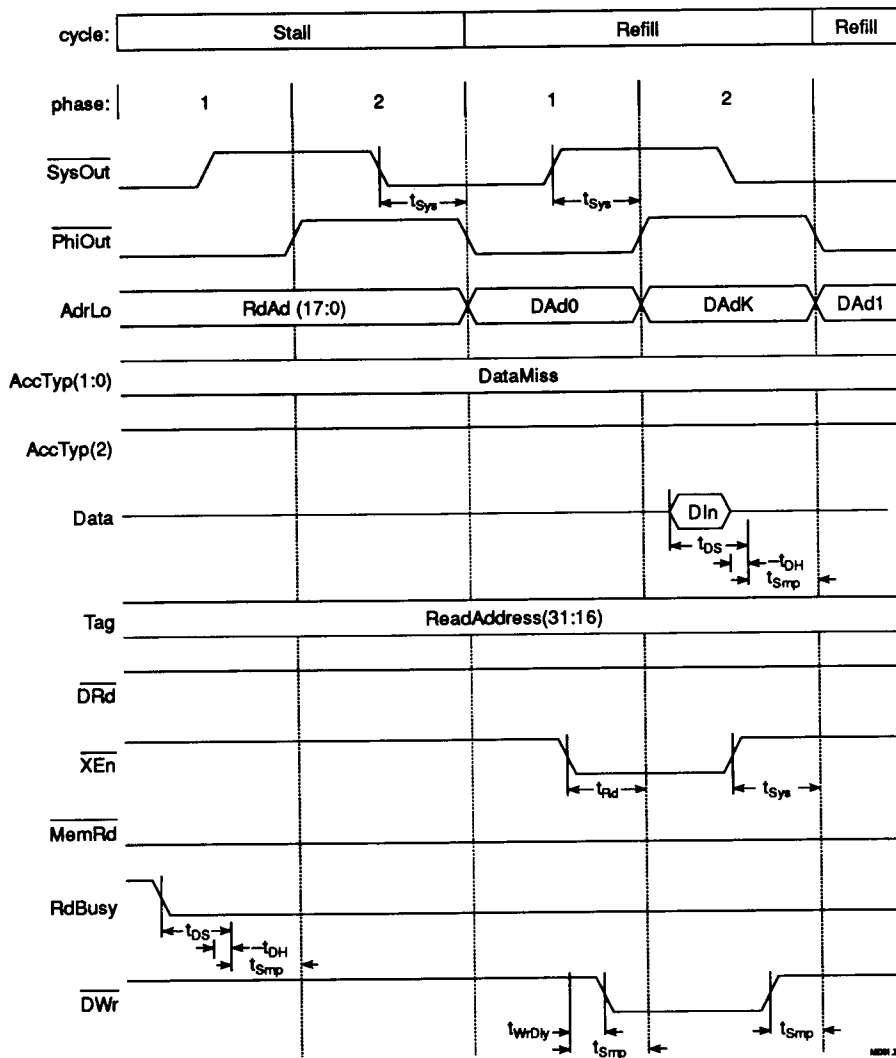 cycle: Stall Refill Refill
phase: 1 2 1 2
SysOut
tSys tSys
PhiOut
AdrLo RdAd (17:0) DAd0 DAdK DAd1
AccTyp(1:0) DataMiss
AccTyp(2)
Data DIn
tDS
–tDH
tSmp
Tag ReadAddress(31:16)
DRd
XEn
tRd tSys
MemRd
RdBusy
tDS
–tDH
tSmp
DWr
tWrDly tSmp
tSmp